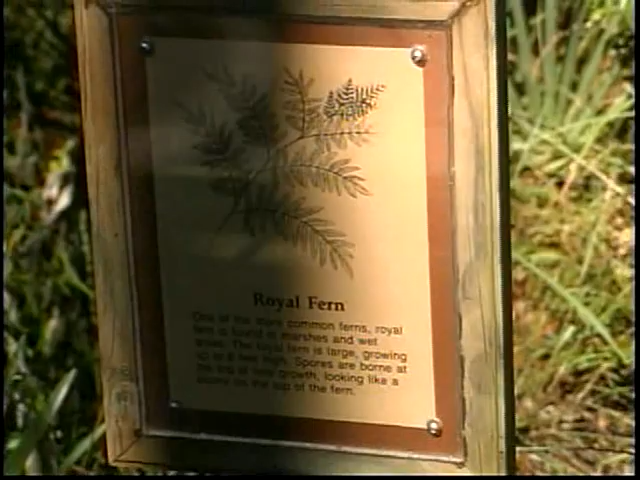 Royal Fern
One of the more common ferns, royal
fern is found in marshes and wet
areas. The royal fern is large, growing
up to 6 feet high. Spores are borne at
the top of new growth, looking like a
on the top of the fern.